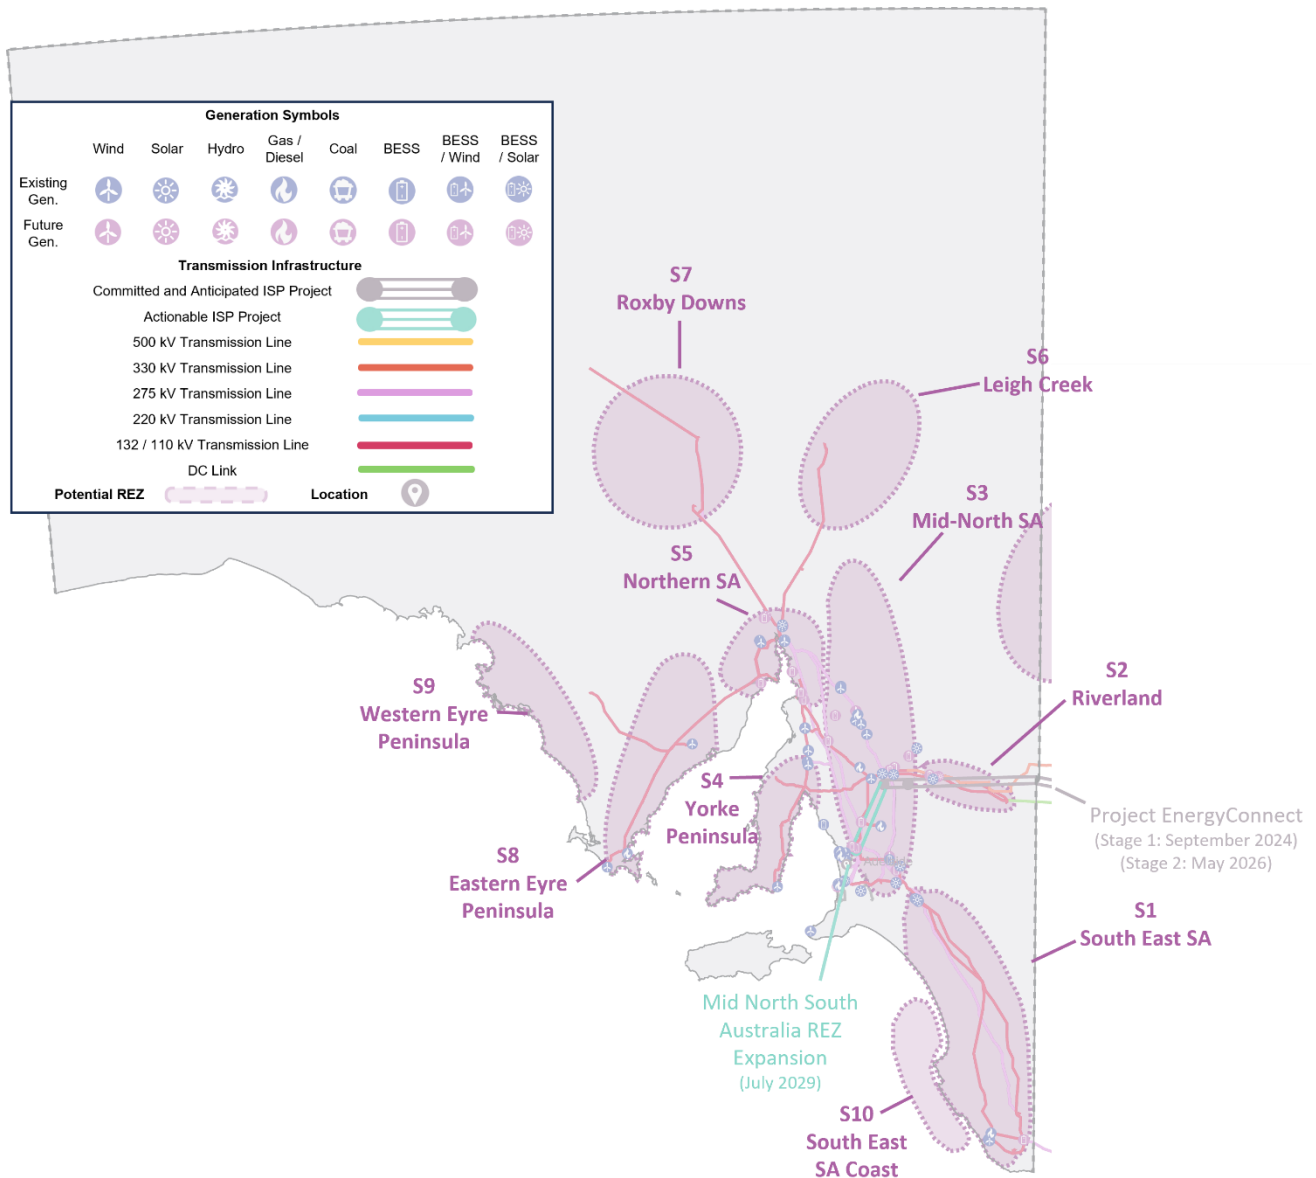 Generation Symbols
Wind Solar Hydro Gas / Diesel Coal BESS BESS / Wind BESS / Solar
Existing Gen.
Future Gen.
Transmission Infrastructure
Committed and Anticipated ISP Project
Actionable ISP Project
500 kV Transmission Line
330 kV Transmission Line
275 kV Transmission Line
220 kV Transmission Line
132 / 110 kV Transmission Line
DC Link
Potential REZ Location
S7
Roxby Downs
S6
Leigh Creek
S3
Mid-North SA
S5
Northern SA
S2
Riverland
S9
Western Eyre
Peninsula
S4
Yorke
Peninsula
Project EnergyConnect
(Stage 1: September 2024)
(Stage 2: May 2026)
S8
Eastern Eyre
Peninsula
S1
South East SA
Mid North South
Australia REZ
Expansion
(July 2029)
S10
South East
SA Coast